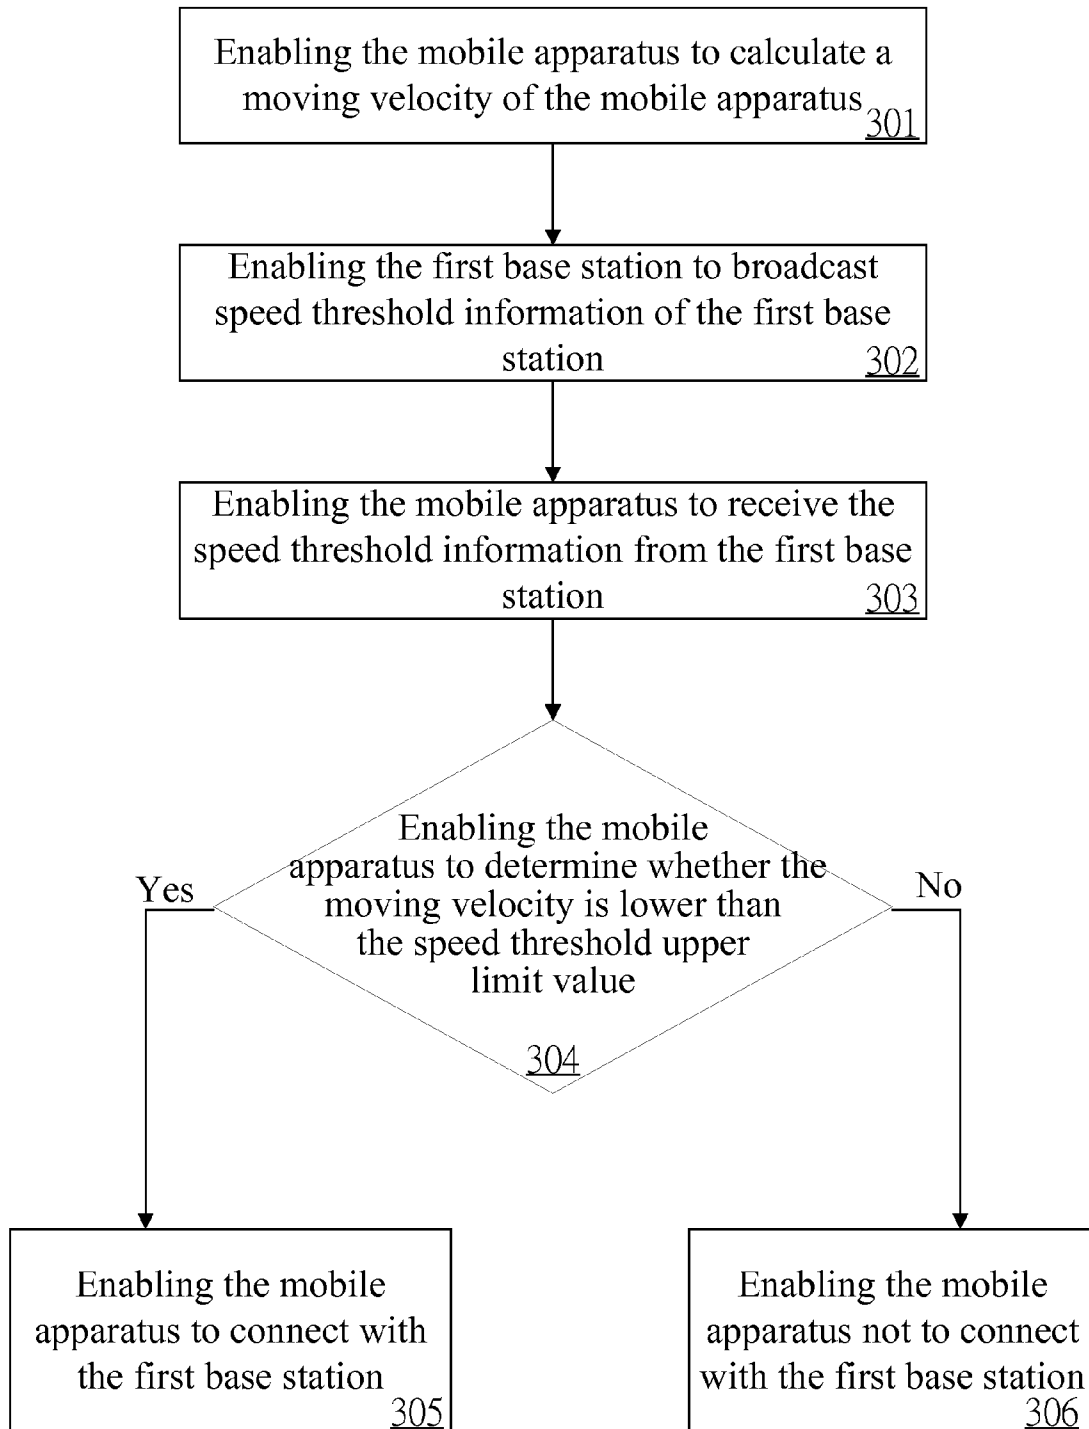 Enabling the mobile apparatus to calculate a
moving velocity of the mobile apparatus
301
Enabling the first base station to broadcast
speed threshold information of the first base
station
302
Enabling the mobile apparatus to receive the
speed threshold information from the first base
station
303
Enabling the mobile
apparatus to determine whether the
moving velocity is lower than
the speed threshold upper
limit value
304
Yes
No
Enabling the mobile
apparatus to connect with
the first base station
305
Enabling the mobile
apparatus not to connect
with the first base station
306